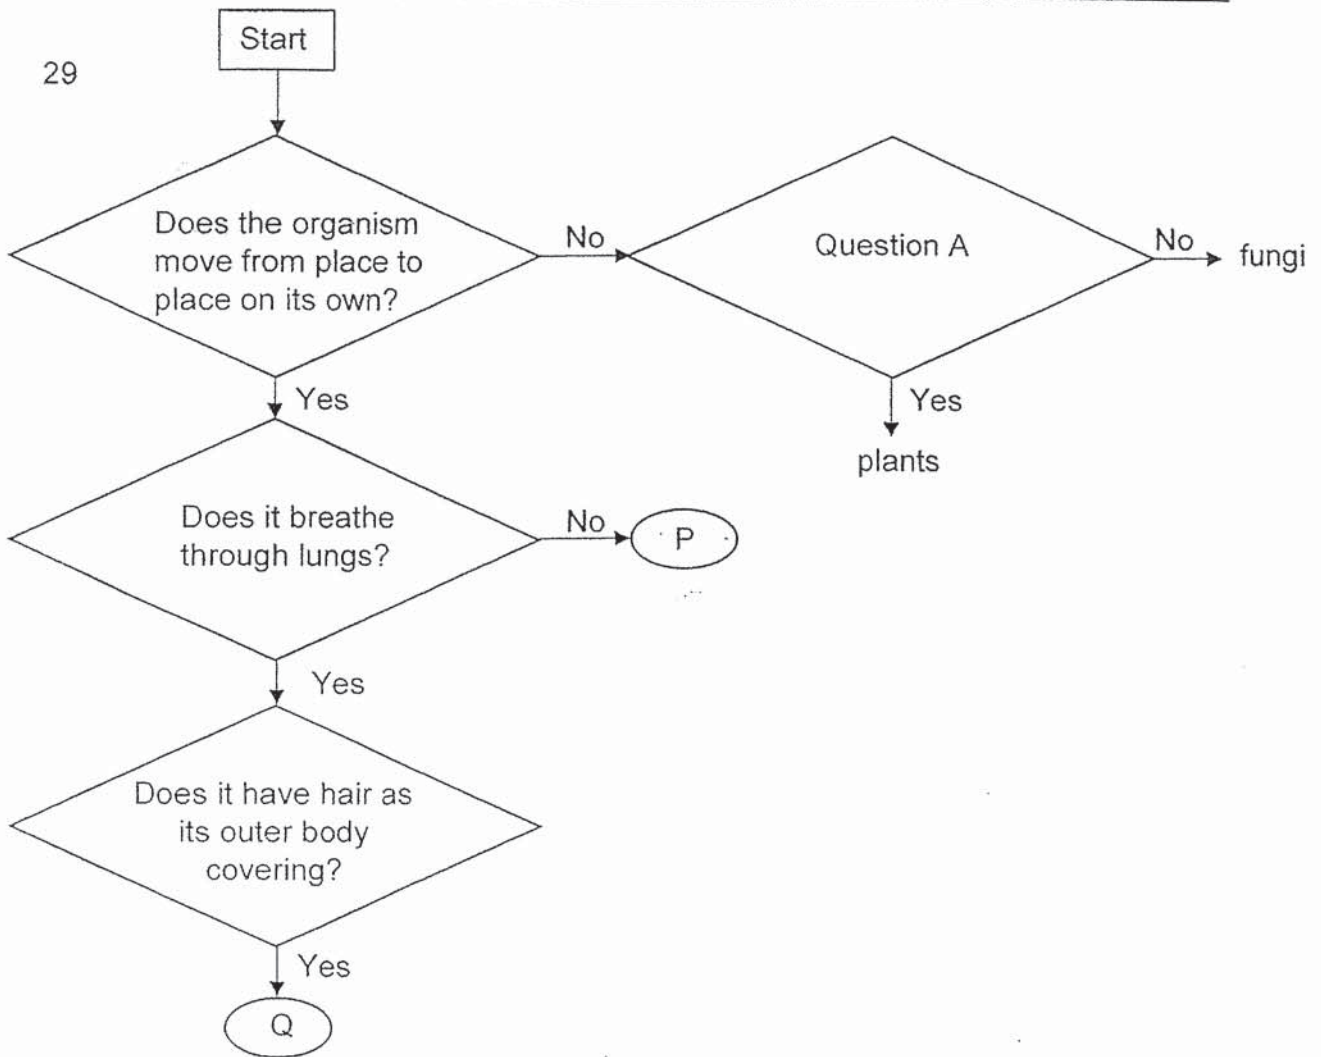 29
Start
Does the organism
move from place to
place on its own?
No
Question A
No
fungi
Yes
Yes
plants
Does it breathe
through lungs?
No
P
Yes
Does it have hair as
its outer body
covering?
Yes
Q